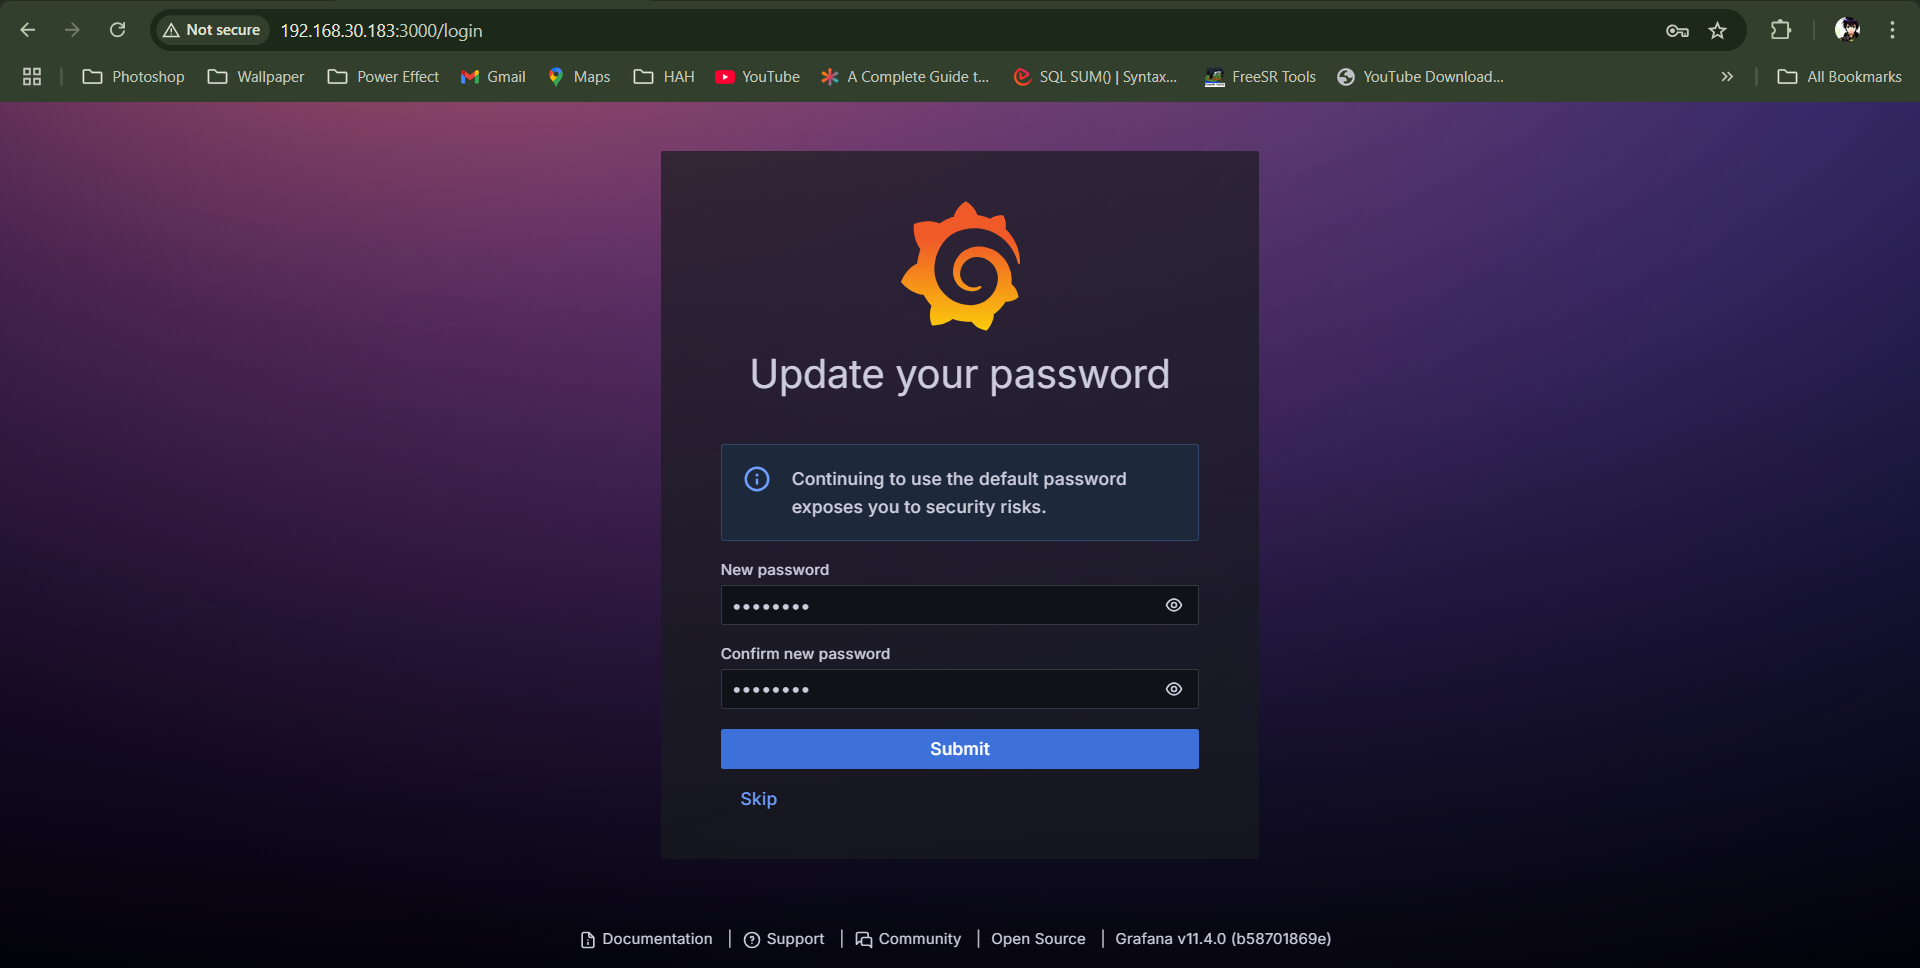 Not secure 192.168.30.183:3000/login
Photoshop Wallpaper Power Effect Gmail Maps HAH YouTube A Complete Guide t... SQL SUM() | Syntax... FreeSR Tools YouTube Download... All Bookmarks
Update your password
Continuing to use the default password
exposes you to security risks.
New password
••••••••
Confirm new password
••••••••
Submit
Skip
Documentation | Support | Community | Open Source | Grafana v11.4.0 (b58701869e)